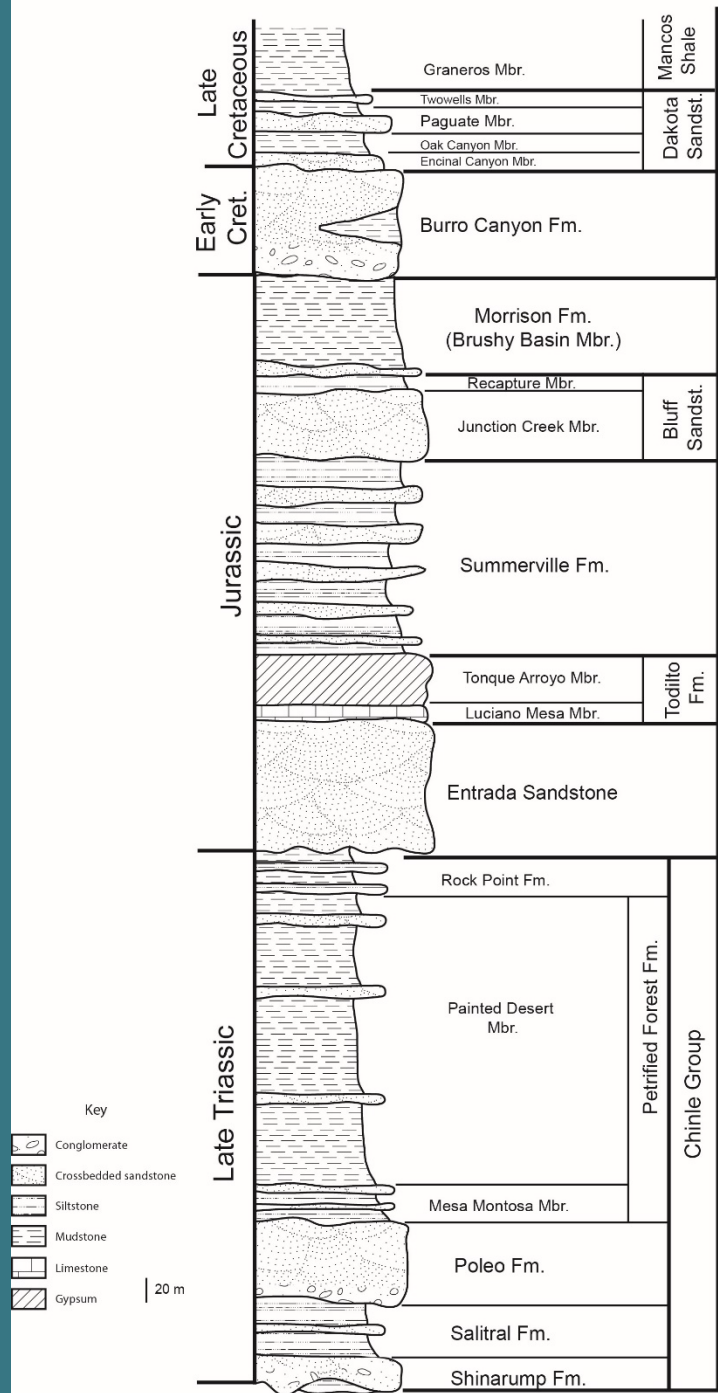 Late
Cretaceous
Graneros Mbr.
Mancos
Shale
Twowells Mbr.
Paguate Mbr.
Oak Canyon Mbr.
Encinal Canyon Mbr.
Dakota
Sandst.
Early
Cret.
Burro Canyon Fm.
Jurassic
Morrison Fm.
(Brushy Basin Mbr.)
Recapture Mbr.
Junction Creek Mbr.
Bluff
Sandst.
Summerville Fm.
Tonque Arroyo Mbr.
Luciano Mesa Mbr.
Todilto
Fm.
Entrada Sandstone
Late Triassic
Rock Point Fm.
Painted Desert
Mbr.
Mesa Montosa Mbr.
Petrified Forest Fm.
Chinle Group
Poleo Fm.
Salitral Fm.
Shinarump Fm.
Key
Conglomerate
Crossbedded sandstone
Siltstone
Mudstone
Limestone
Gypsum
20 m